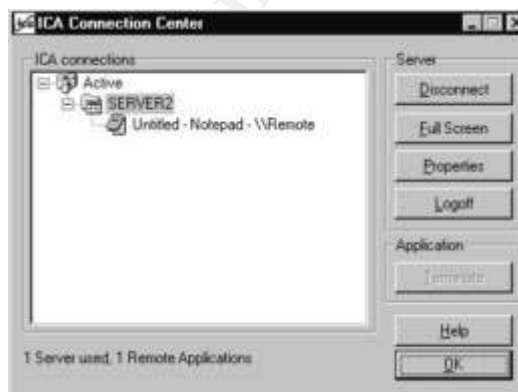 ICA Connection Center
ICA connections
Active
SERVER2
Untitled - Notepad - \\Remote
Server
Disconnect
Full Screen
Properties
Logoff
Application
Terminate
Help
OK
1 Server used, 1 Remote Applications